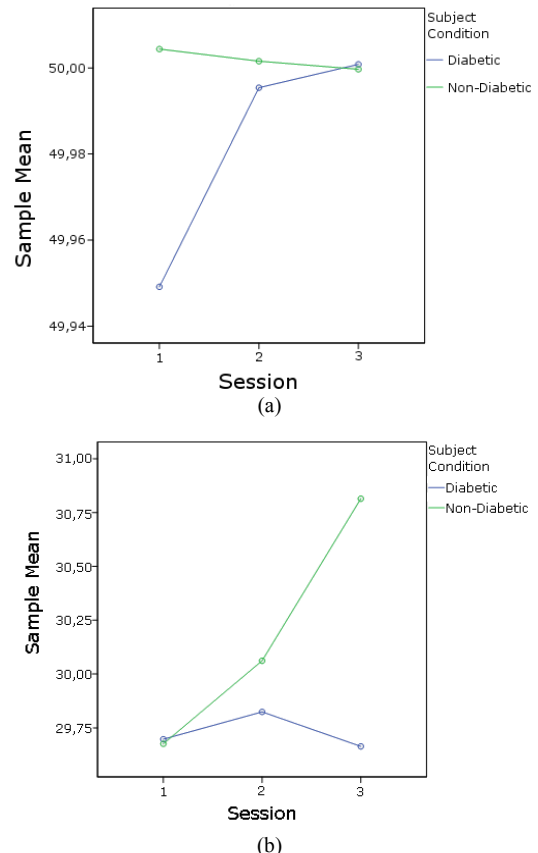 Subject
Condition
Diabetic
Non-Diabetic
50,00
49,98
49,96
49,94
Sample Mean
1 2 3
Session
(a)
Subject
Condition
Diabetic
Non-Diabetic
31,00
30,75
30,50
30,25
30,00
29,75
Sample Mean
1 2 3
Session
(b)